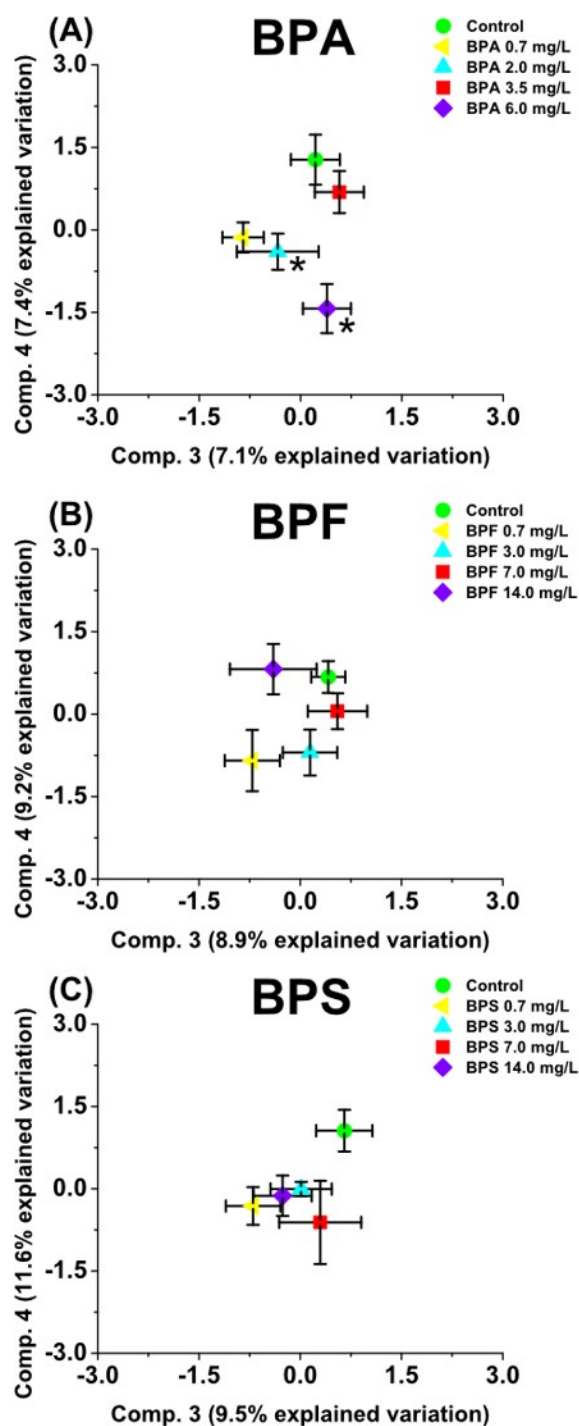 (A) BPA
Control
BPA 0.7 mg/L
BPA 2.0 mg/L
BPA 3.5 mg/L
BPA 6.0 mg/L
3.0
1.5
0.0
-1.5
-3.0
*
*
-3.0 -1.5 0.0 1.5 3.0
Comp. 4 (7.4% explained variation)
Comp. 3 (7.1% explained variation)
(B) BPF
Control
BPF 0.7 mg/L
BPF 3.0 mg/L
BPF 7.0 mg/L
BPF 14.0 mg/L
3.0
1.5
0.0
-1.5
-3.0
-3.0 -1.5 0.0 1.5 3.0
Comp. 4 (9.2% explained variation)
Comp. 3 (8.9% explained variation)
(C) BPS
Control
BPS 0.7 mg/L
BPS 3.0 mg/L
BPS 7.0 mg/L
BPS 14.0 mg/L
3.0
1.5
0.0
-1.5
-3.0
-3.0 -1.5 0.0 1.5 3.0
Comp. 4 (11.6% explained variation)
Comp. 3 (9.5% explained variation)